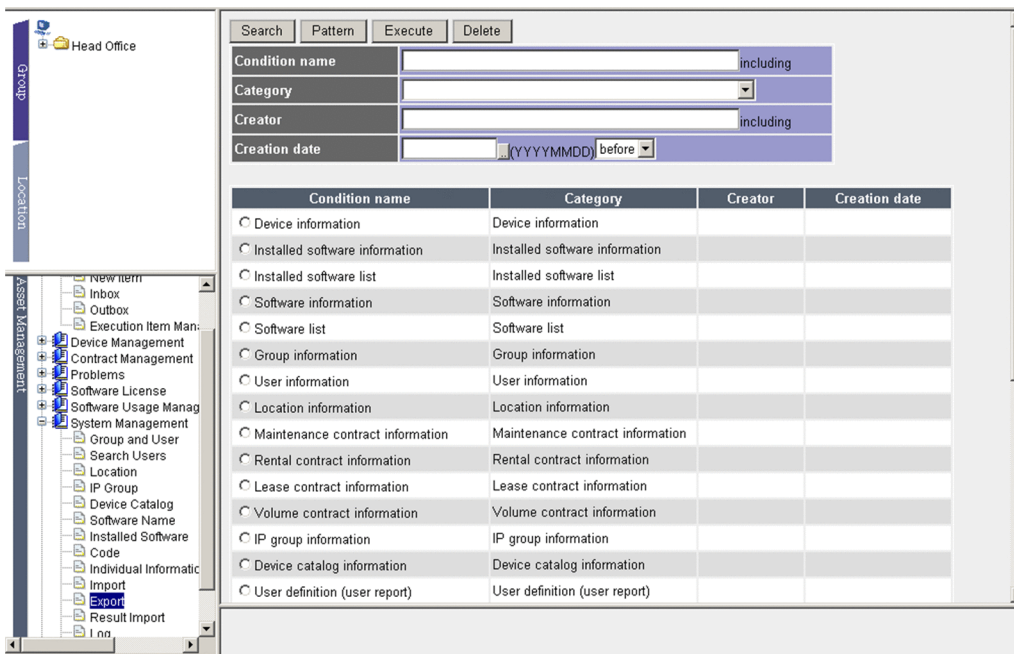 Group
Location
Head Office
Asset Management
New Item
Inbox
Outbox
Execution Item Mana
Device Management
Contract Management
Problems
Software License
Software Usage Manag
System Management
Group and User
Search Users
Location
IP Group
Device Catalog
Software Name
Installed Software
Code
Individual Informatic
Import
Export
Result Import
Log
Search Pattern Execute Delete
Condition name including
Category
Creator including
Creation date .. (YYYYMMDD) before
Condition name Category Creator Creation date
Device information Device information
Installed software information Installed software information
Installed software list Installed software list
Software information Software information
Software list Software list
Group information Group information
User information User information
Location information Location information
Maintenance contract information Maintenance contract information
Rental contract information Rental contract information
Lease contract information Lease contract information
Volume contract information Volume contract information
IP group information IP group information
Device catalog information Device catalog information
User definition (user report) User definition (user report)